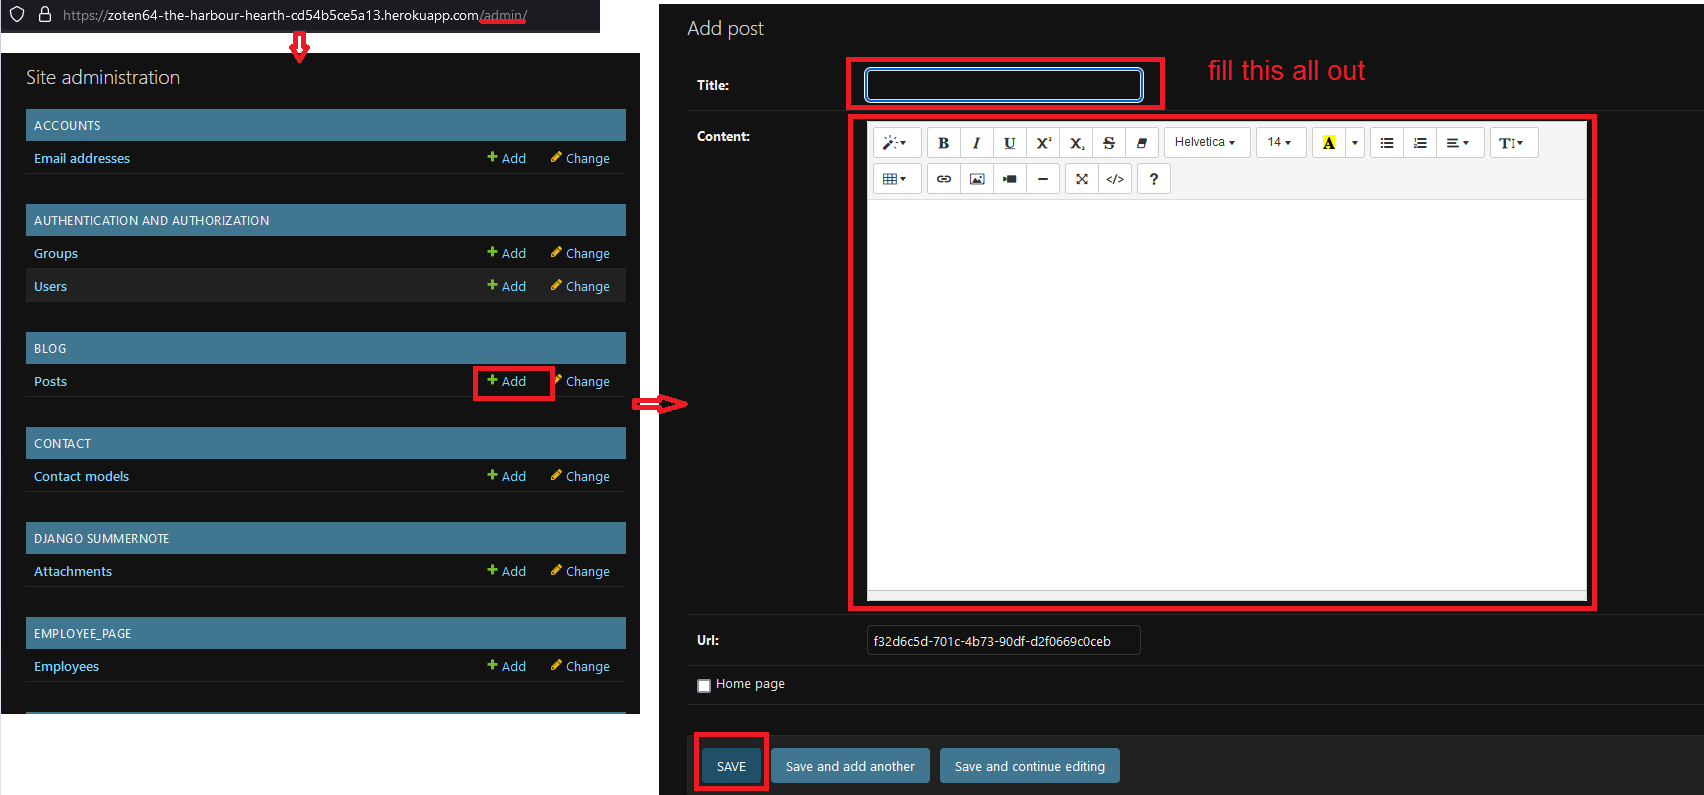 https://zoten64-the-harbour-hearth-cd54b5ce5a13.herokuapp.com/admin/
Site administration
ACCOUNTS
Email addresses Add Change
AUTHENTICATION AND AUTHORIZATION
Groups Add Change
Users Add Change
BLOG
Posts Add Change
CONTACT
Contact models Add Change
DJANGO SUMMERNOTE
Attachments Add Change
EMPLOYEE_PAGE
Employees Add Change
Add post
fill this all out
Title:
Content:
B I U X² X₂ S Helvetica 14 A T
</> ?
Url: f32d6c5d-701c-4b73-90df-d2f0669c0ceb
Home page
SAVE Save and add another Save and continue editing